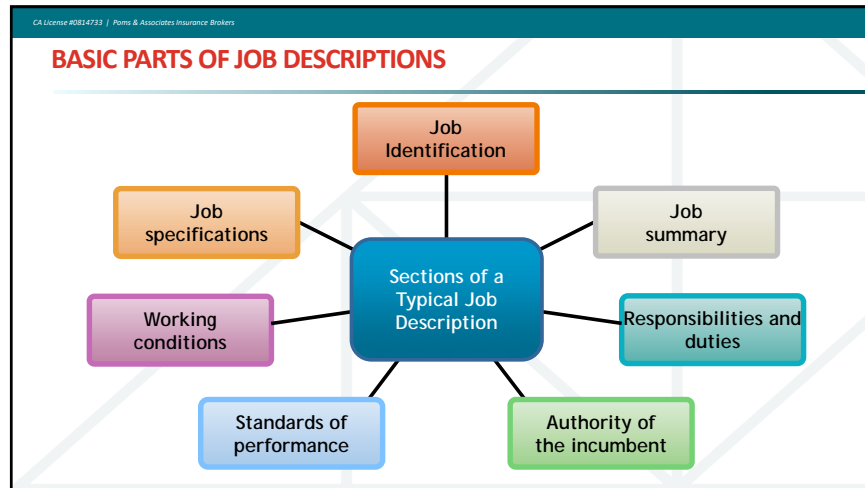 CA License #0814733 | Poms & Associates Insurance Brokers
BASIC PARTS OF JOB DESCRIPTIONS
Job
Identification
Job
specifications
Job
summary
Sections of a
Typical Job
Description
Working
conditions
Responsibilities and
duties
Standards of
performance
Authority of
the incumbent